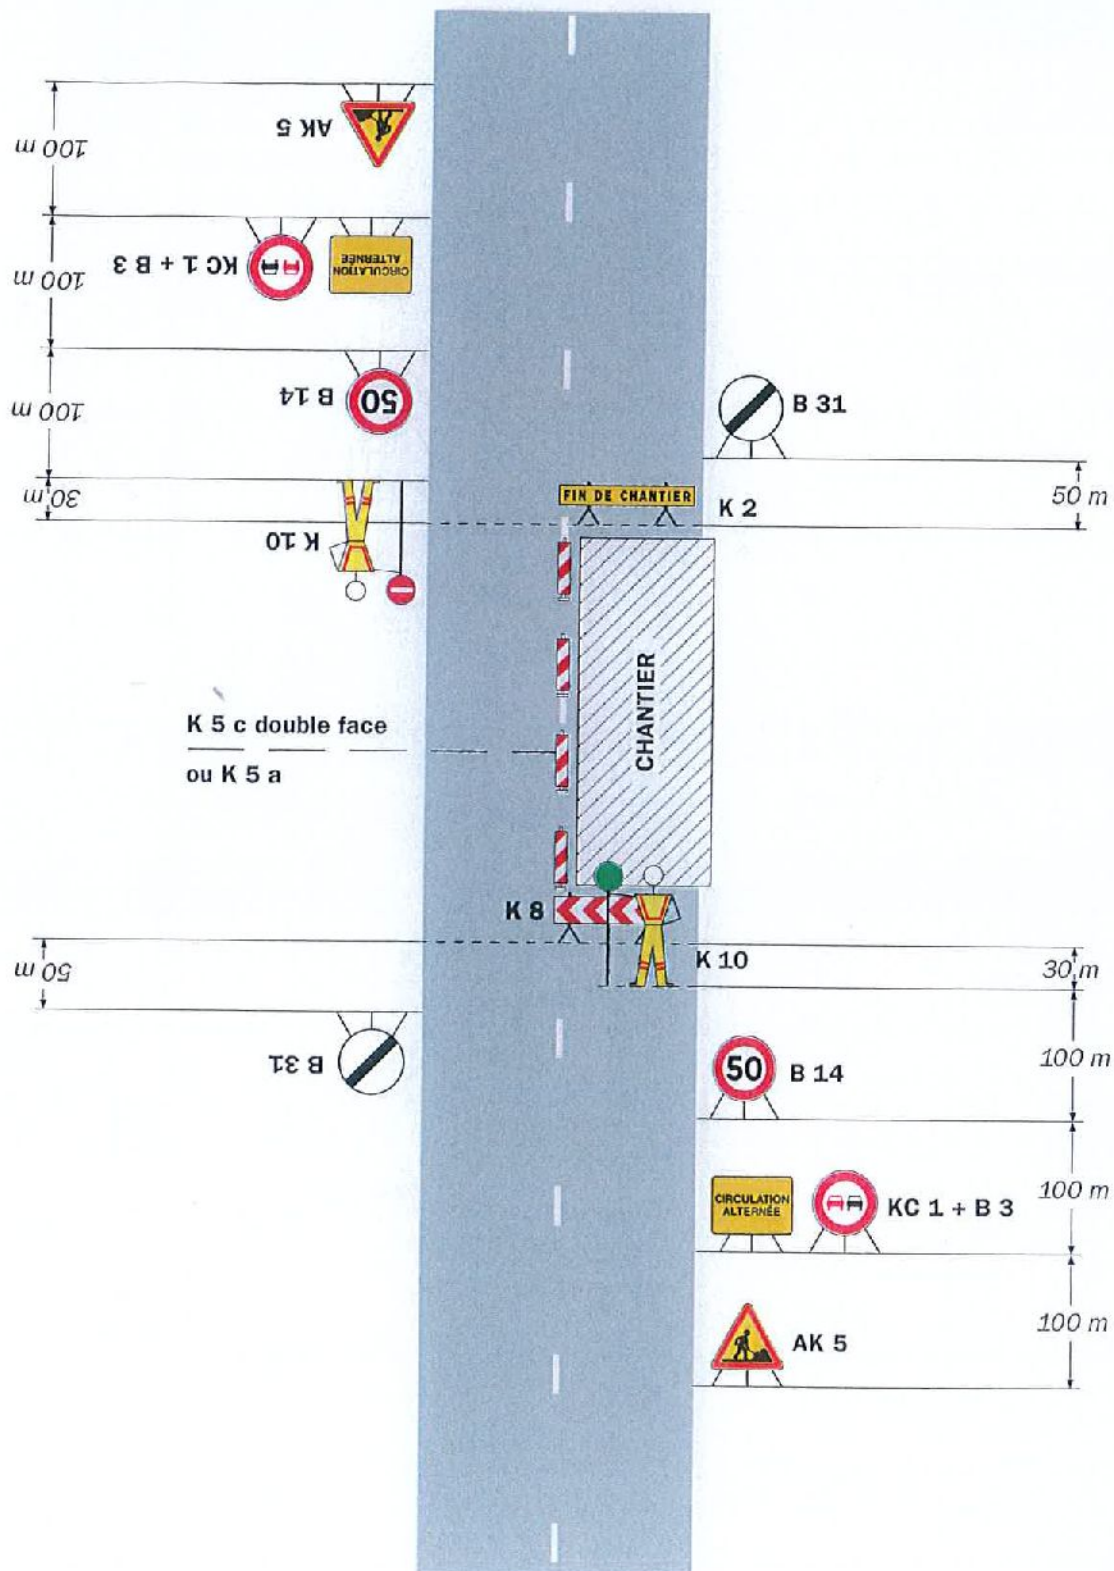 AK 5
100 m
KC 1 + B 3
CIRCULATION
ALTERNÉE
100 m
B 14
50
100 m
B 31
50 m
FIN DE CHANTIER
K 2
30 m
K 10
CHANTIER
K 5 c double face
ou K 5 a
K 8
K 10
30 m
50 m
B 31
100 m
50
B 14
100 m
CIRCULATION
ALTERNÉE
KC 1 + B 3
100 m
AK 5